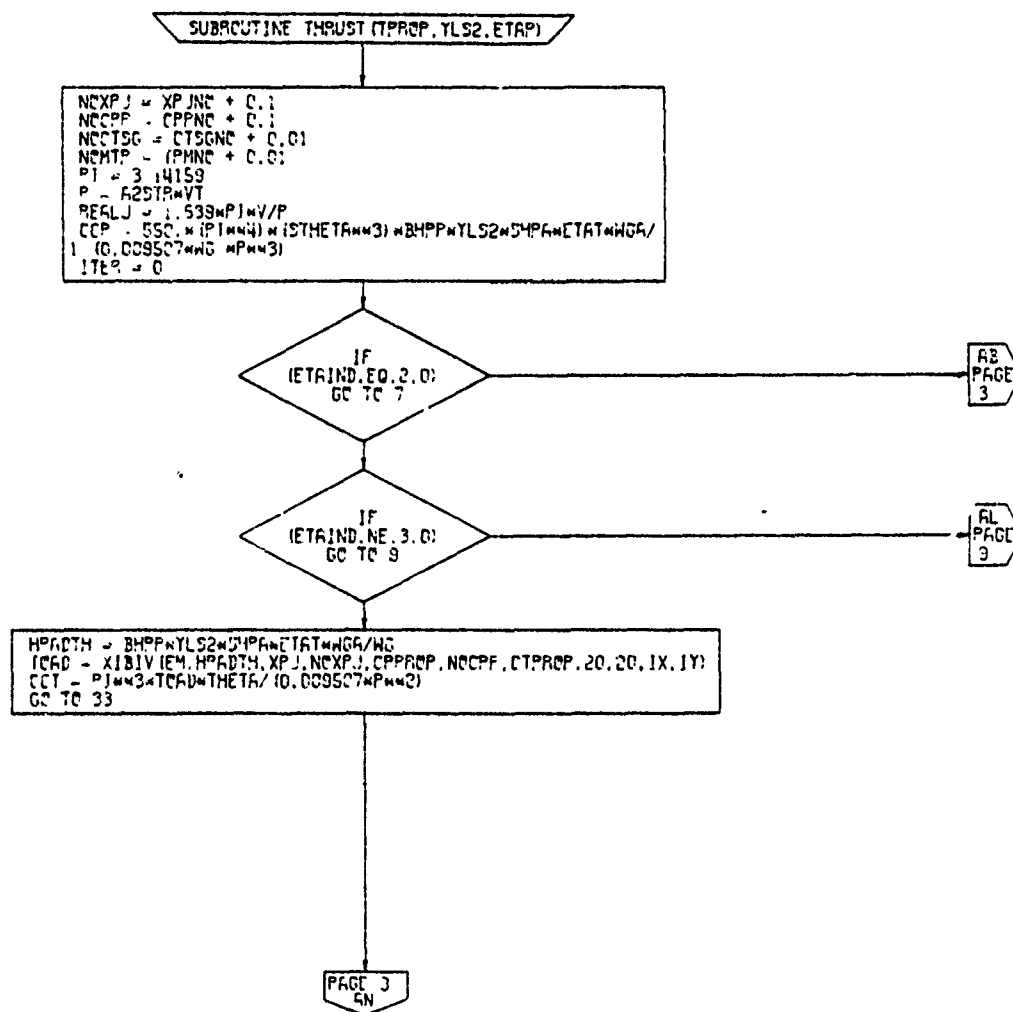 SUBROUTINE THRUST (TPROP, YLS2, ETAP)
NOXPJ = XPJNO + 0.1
NOCPF = CPPNO + 0.1
NOCTSG = CTSGNO + 0.01
NOMTP = TPMNO + 0.01
PI = 3.14159
P = A2STR*VT
REALJ = 1.539*PI*V/P
CCP = 550.*(PI**4)*(STHETA**3)*BHPP*YLS2*SHPA*ETAT*WGA/
1 (0.009507*WG *P**3)
ITER = 0
IF
(ETAIND.EQ.2.0)
GO TO 7
AB
PAGE
3
IF
(ETAIND.NE.3.0)
GO TO 9
AL
PAGE
3
HPADTH = BHPP*YLS2*SHPA*ETAT*WGA/WG
TOAD = XIBIV(EM,HPADTH,XPJ,NOXPJ,CPPROP,NOCPF,CTPROP,20,20,IX,IY)
CCT = PI**3*TOAD*THETA/(0.009507*P**2)
GO TO 33
PAGE 3
AN